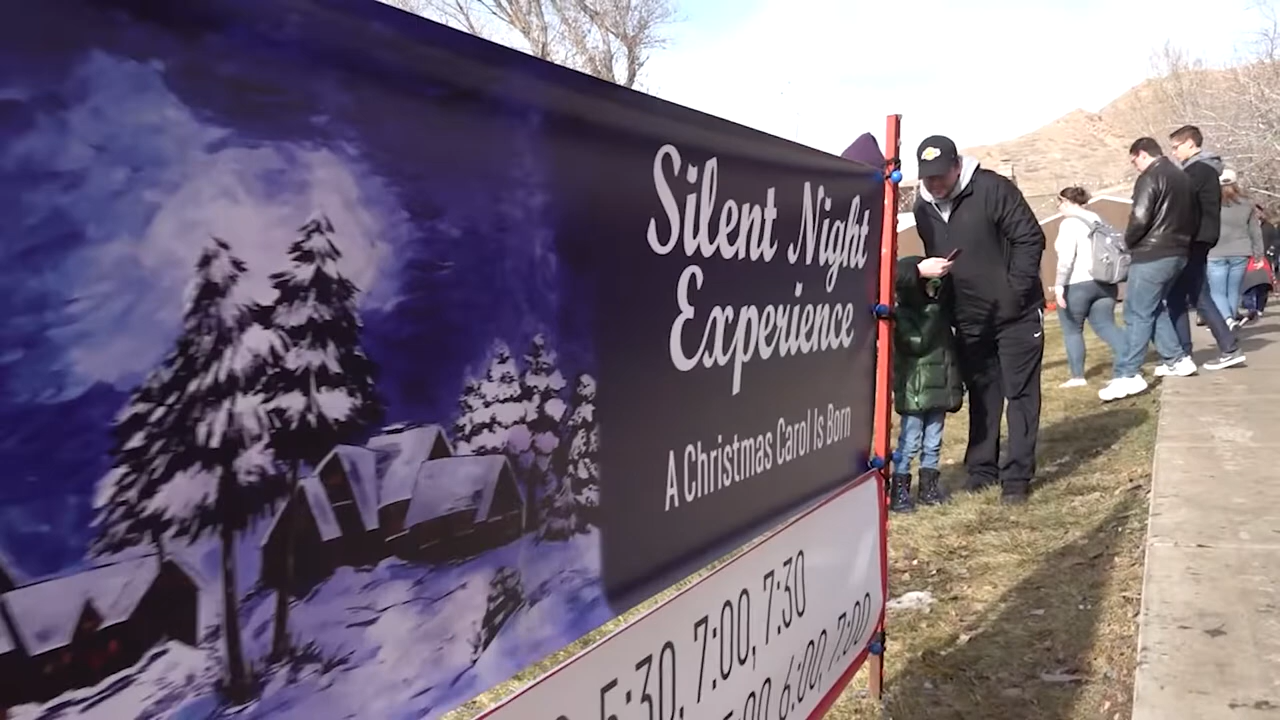 Silent Night
Experience
A Christmas Carol Is Born
5:30, 7:00, 7:30
6:00, 7:00